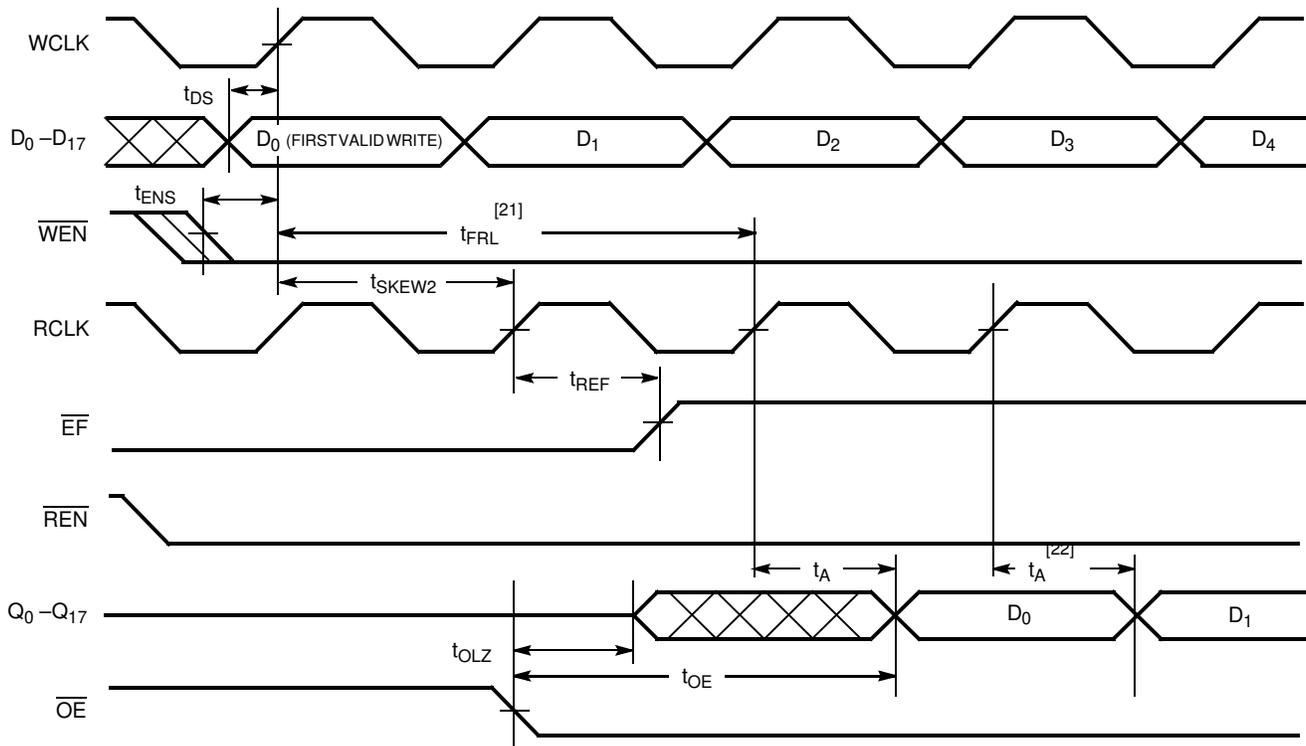 WCLK
tDS
D0 –D17 D0 (FIRST VALID WRITE) D1 D2 D3 D4
tENS
[21]
WEN tFRL
tSKEW2
RCLK
tREF
EF
REN
[22]
tA tA
Q0 –Q17 D0 D1
tOLZ
tOE
OE